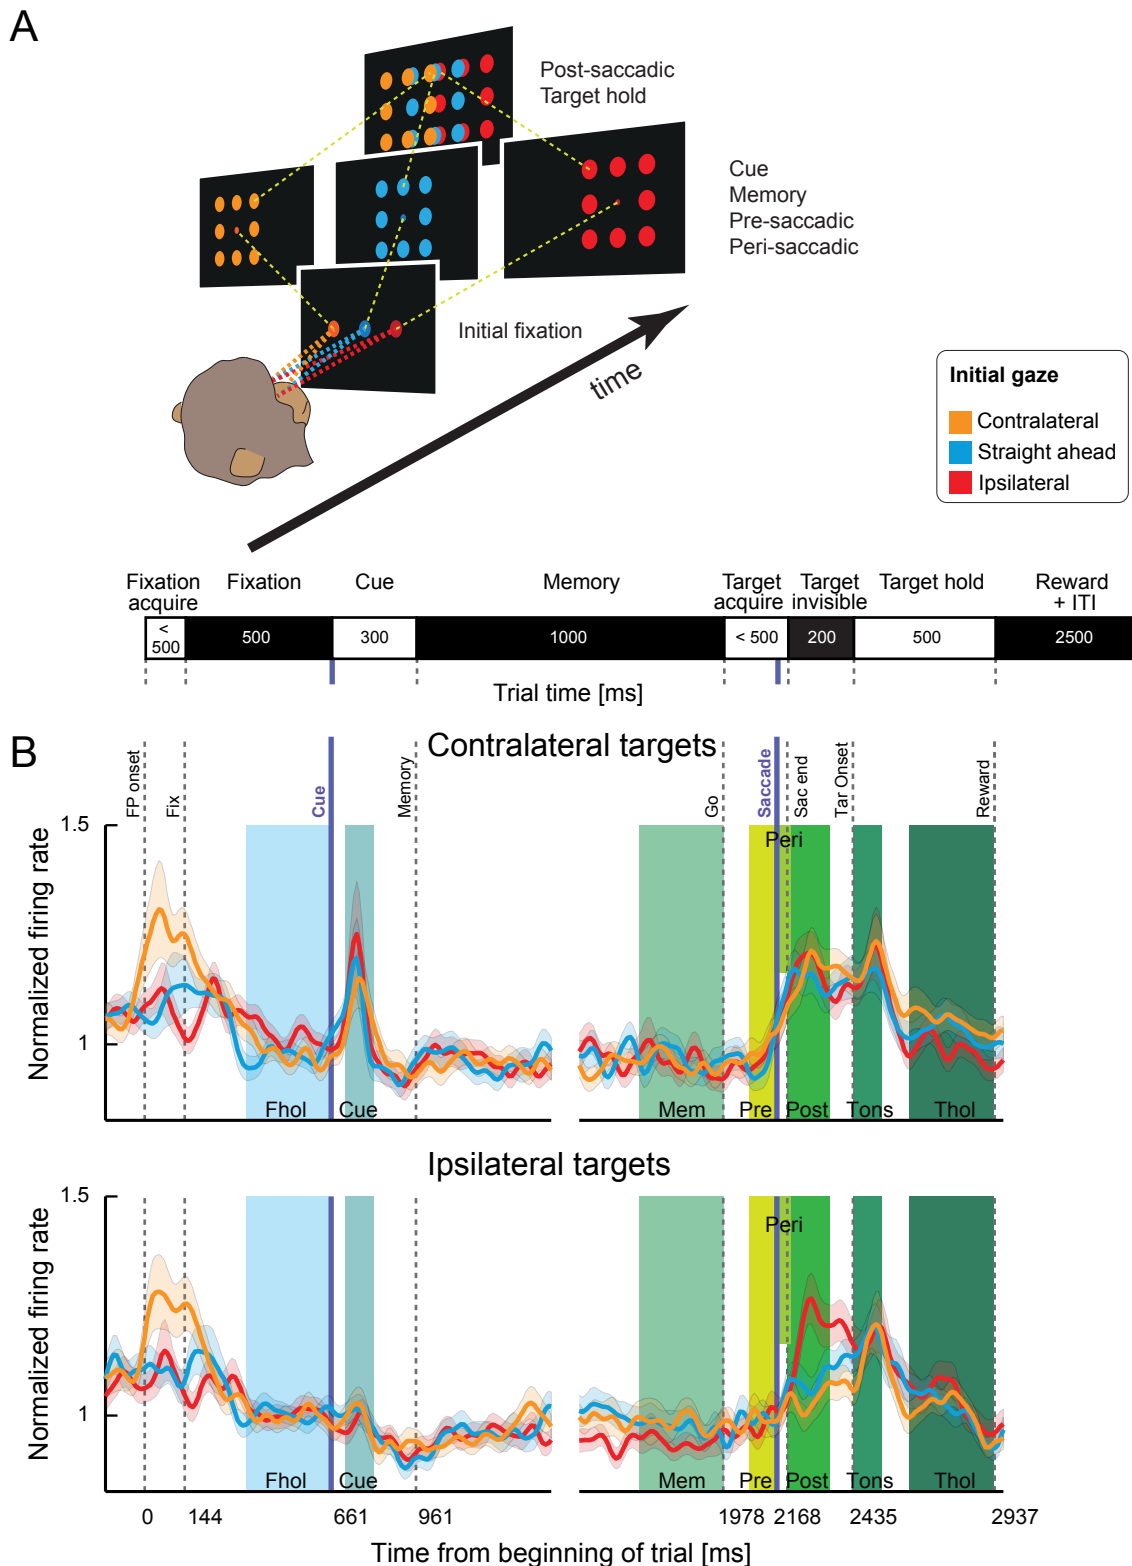 A
Post-saccadic
Target hold
Cue
Memory
Pre-saccadic
Peri-saccadic
Initial fixation
time
Initial gaze
Contralateral
Straight ahead
Ipsilateral
Fixation acquire
Fixation
Cue
Memory
Target acquire
Target invisible
Target hold
Reward + ITI
< 500
500
300
1000
< 500
200
500
2500
Trial time [ms]
B
Contralateral targets
FP onset
Fix
Cue
Memory
Go
Saccade
Sac end
Tar Onset
Reward
1.5
1
Normalized firing rate
Peri
Fhol
Cue
Mem
Pre
Post
Tons
Thol
Ipsilateral targets
1.5
1
Normalized firing rate
Peri
Fhol
Cue
Mem
Pre
Post
Tons
Thol
0
144
661
961
1978
2168
2435
2937
Time from beginning of trial [ms]